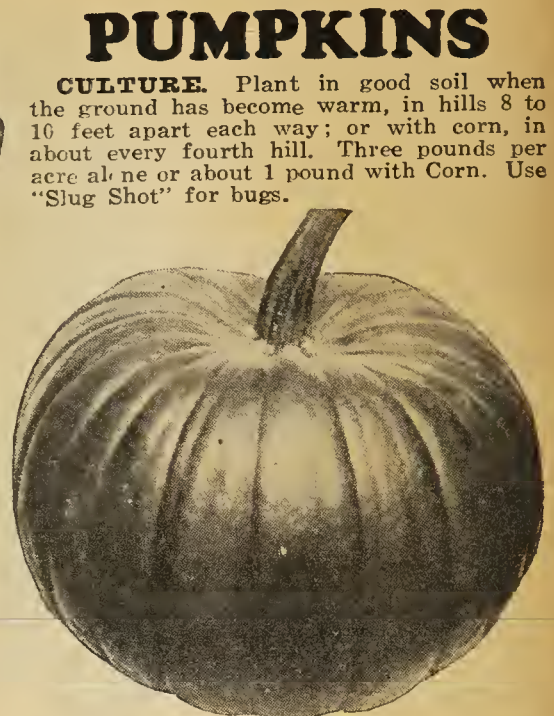 PUMPKINS
CULTURE. Plant in good soil when
the ground has become warm, in hills 8 to
10 feet apart each way; or with corn, in
about every fourth hill. Three pounds per
acre al ne or about 1 pound with Corn. Use
"Slug Shot" for bugs.